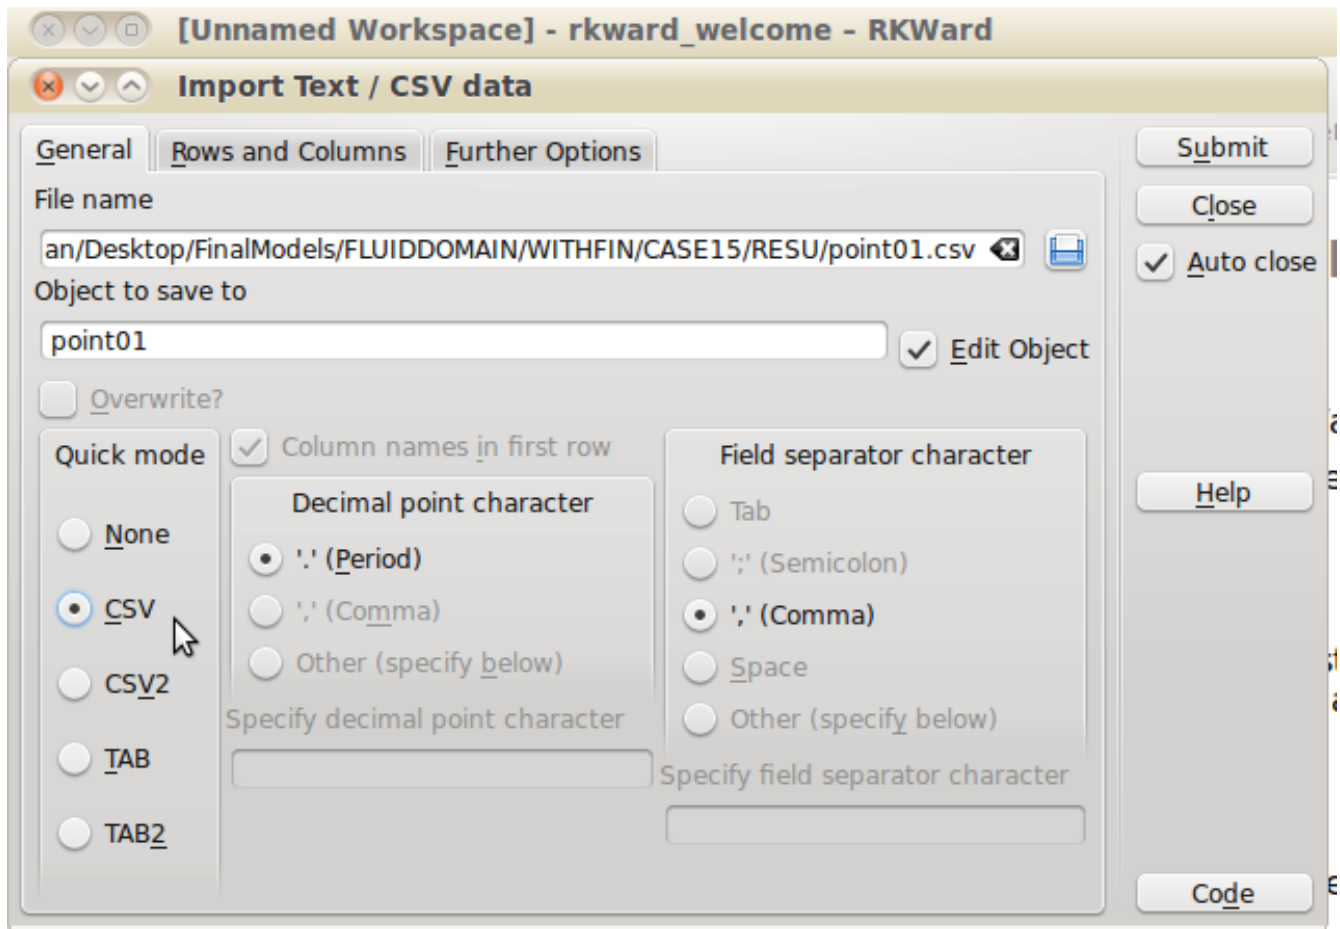 [Unnamed Workspace] - rkward_welcome – RKWard
Import Text / CSV data
General
Rows and Columns
Further Options
Submit
File name
Close
an/Desktop/FinalModels/FLUIDDOMAIN/WITHFIN/CASE15/RESU/point01.csv
Auto close
Object to save to
point01
Edit Object
Overwrite?
Quick mode
None
CSV
CSV2
TAB
TAB2
Column names in first row
Decimal point character
'.' (Period)
',' (Comma)
Other (specify below)
Specify decimal point character
Field separator character
Tab
';' (Semicolon)
',' (Comma)
Space
Other (specify below)
Specify field separator character
Help
Code